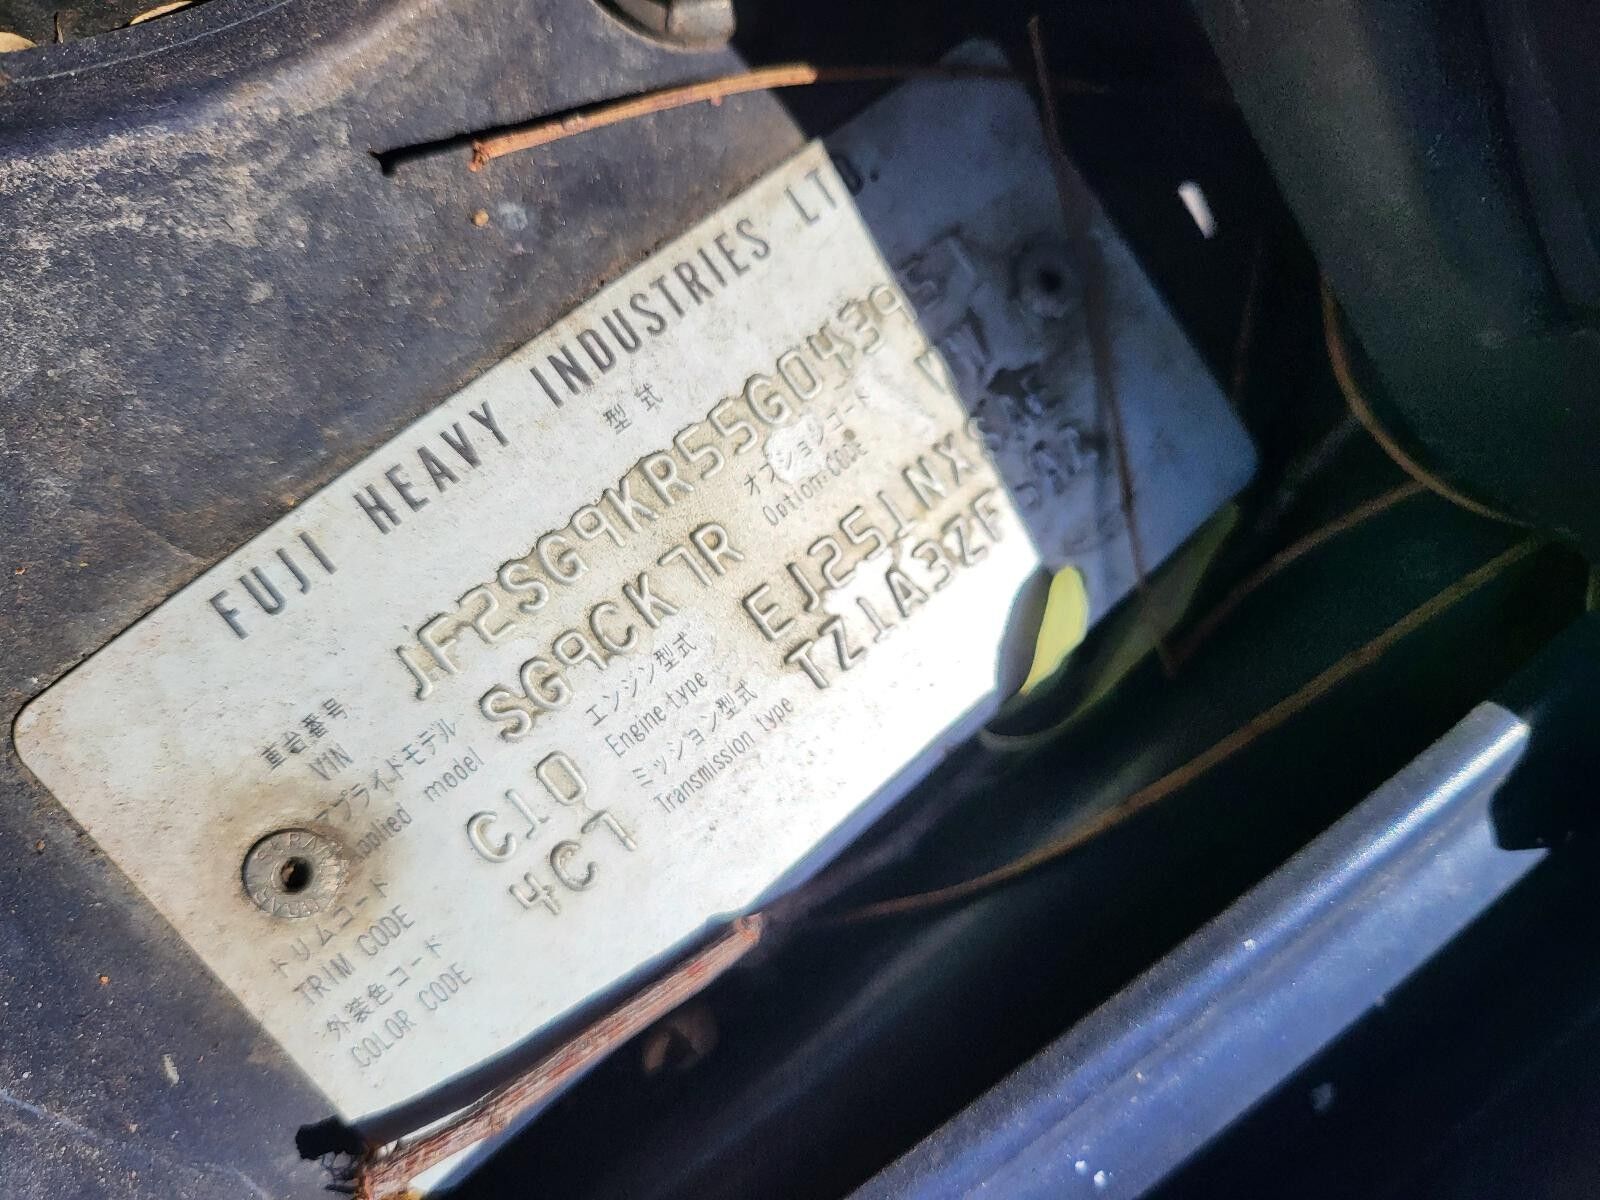 FUJI HEAVY INDUSTRIES LTD.
型式
車台番号
VIN
JF2SG9KR55G043957
アプライドモデル
Applied model
SG9CK7R
オプションコード
Option.CODE
トリムコード
TRIM CODE
C10
エンジン型式
Engine type
EJ251NXS
外装色コード
COLOR CODE
4C7
ミッション型式
Transmission type
TZ1A3ZF